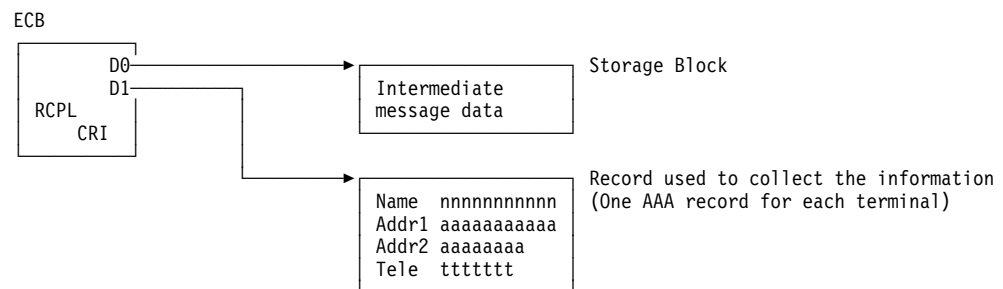 ECB
D0
Storage Block
D1
Intermediate
message data
RCPL
CRI
Record used to collect the information
(One AAA record for each terminal)
Name nnnnnnnnnnn
Addr1 aaaaaaaaaaa
Addr2 aaaaaaaa
Tele ttttttt